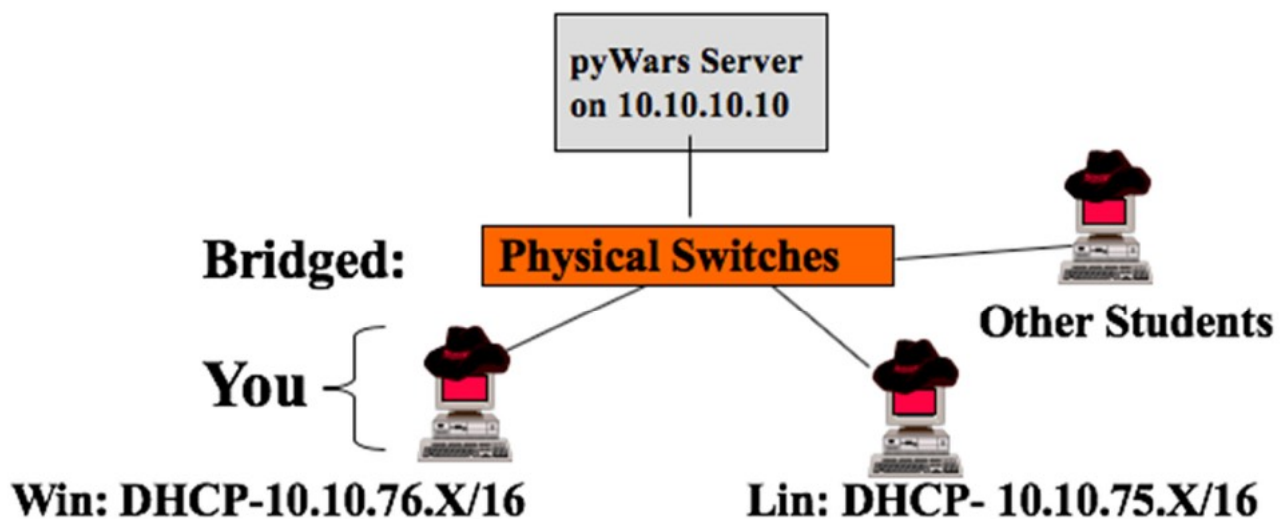 pyWars Server
on 10.10.10.10
Bridged:
Physical Switches
Other Students
You
Win: DHCP-10.10.76.X/16
Lin: DHCP- 10.10.75.X/16